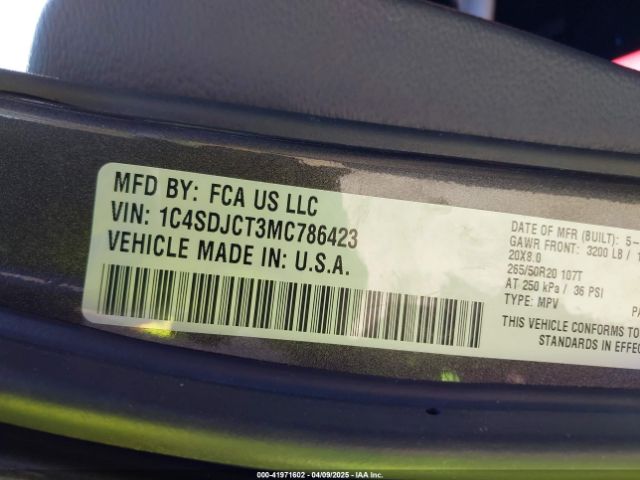 MFD BY: FCA US LLC
VIN: 1C4SDJCT3MC786423
VEHICLE MADE IN: U.S.A.
DATE OF MFR (BUILT): 5-
GAWR FRONT: 3200 LB / 1
20X8.0
265/50R20 107T
AT 250 kPa / 36 PSI
TYPE: MPV PA
THIS VEHICLE CONFORMS TO
STANDARDS IN EFFEC
000-41971602 - 04/09/2025 - IAA Inc.